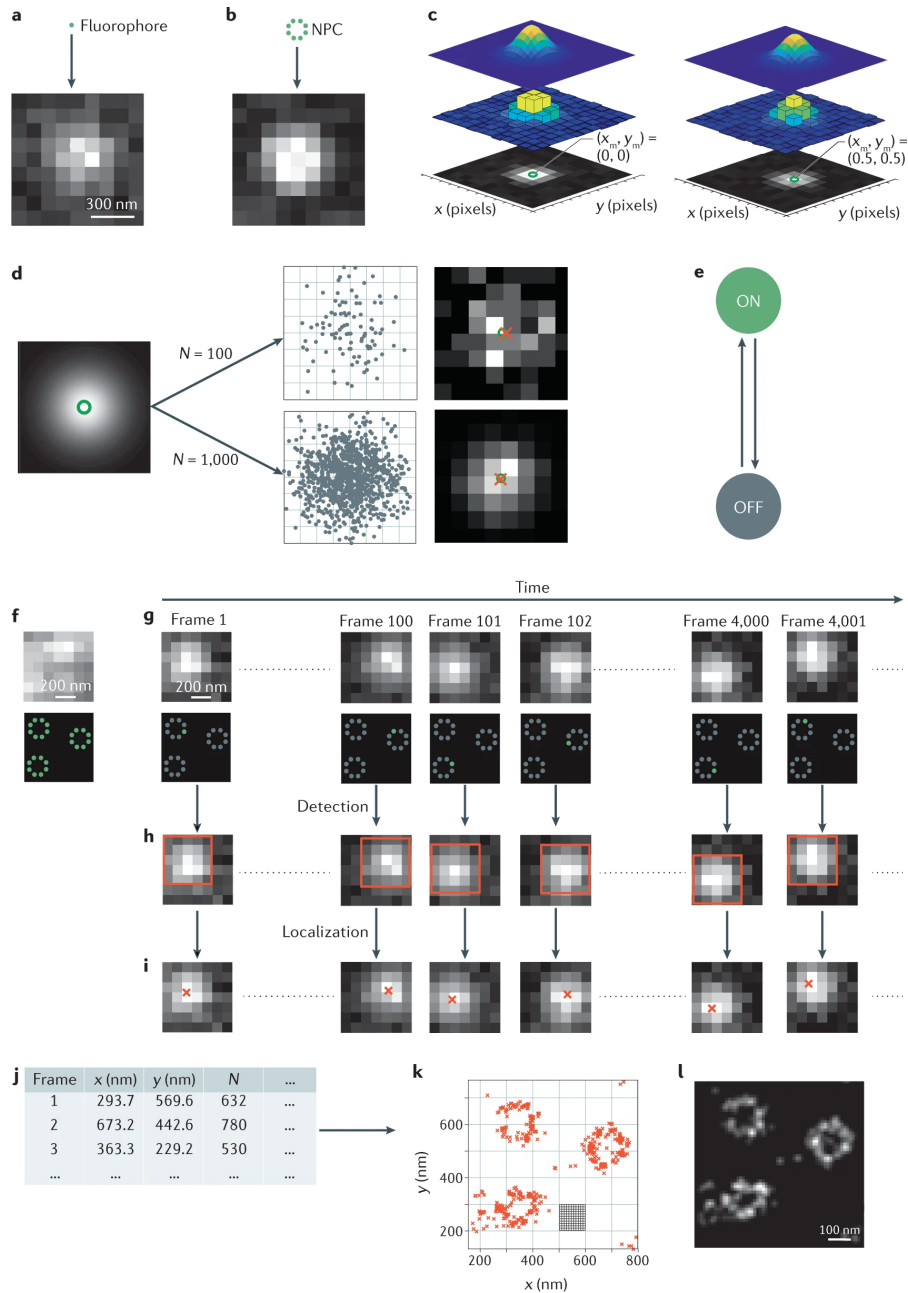 a
Fluorophore
300 nm
b
NPC
c
(xm, ym) =
(0, 0)
x (pixels)
y (pixels)
(xm, ym) =
(0.5, 0.5)
x (pixels)
y (pixels)
d
N = 100
N = 1,000
e
ON
OFF
Time
f
200 nm
g
Frame 1
Frame 100
Frame 101
Frame 102
Frame 4,000
Frame 4,001
200 nm
Detection
h
Localization
i
j
Frame x (nm) y (nm) N ...
1 293.7 569.6 632 ...
2 673.2 442.6 780 ...
3 363.3 229.2 530 ...
... ... ... ... ...
k
y (nm)
600
500
400
300
200
200 400 600 800
x (nm)
l
100 nm